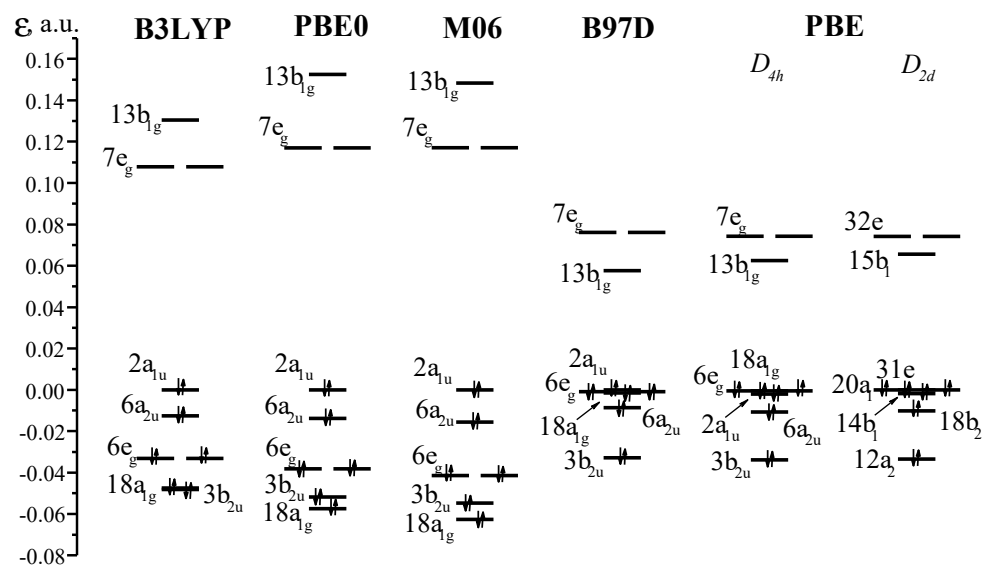 ε a.u. B3LYP PBE0 M06 B97D PBE
D4h D2d
0.16
0.14
0.12
0.10
0.08
0.06
0.04
0.02
0.00
-0.02
-0.04
-0.06
-0.08
13b1g
7eg
2a1u
6a2u
6eg
18a1g 3b2u
13b1g
7eg
2a1u
6a2u
6eg
3b2u
18a1g
13b1g
7eg
2a1u
6a2u
6eg
3b2u
18a1g
7eg
13b1g
2a1u
6eg
18a1g 6a2u
3b2u
7eg
13b1g
18a1g
6eg
2a1u 6a2u
3b2u
32e
15b1
31e
20a1
14b1 18b2
12a2